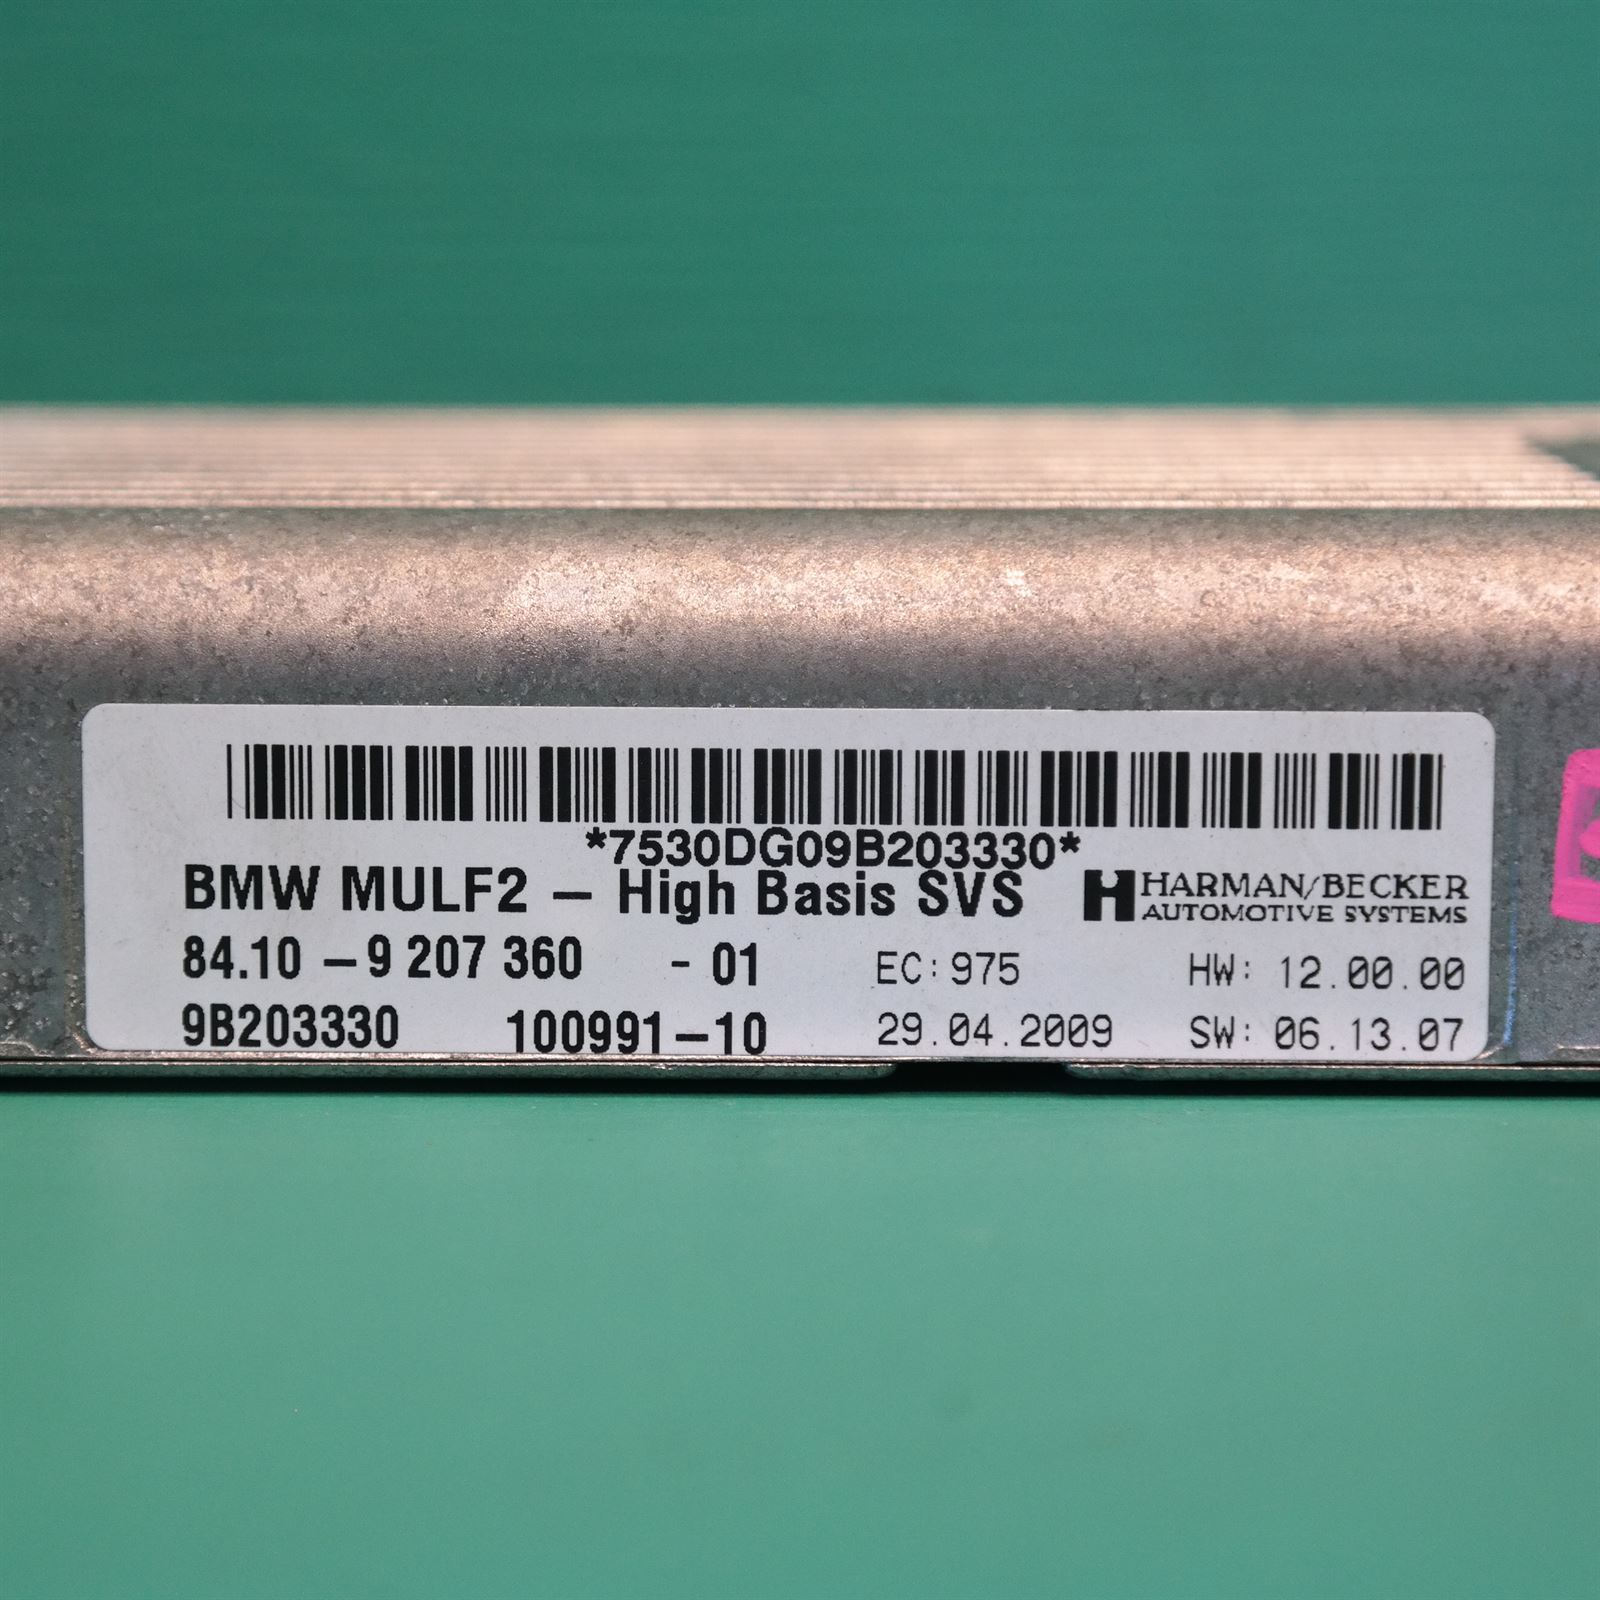 *7530DG09B203330*
BMW MULF2 – High Basis SVS
HARMAN/BECKER
AUTOMOTIVE SYSTEMS
84.10 –9 207 360 - 01 EC:975 HW: 12.00.00
9B203330 100991–10 29.04.2009 SW: 06.13.07